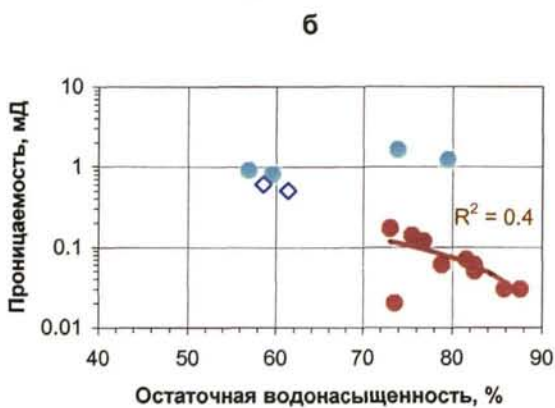 б
Проницаемость, мД
10
1
0.1
0.01
R² = 0.4
40 50 60 70 80 90
Остаточная водонасыщенность, %